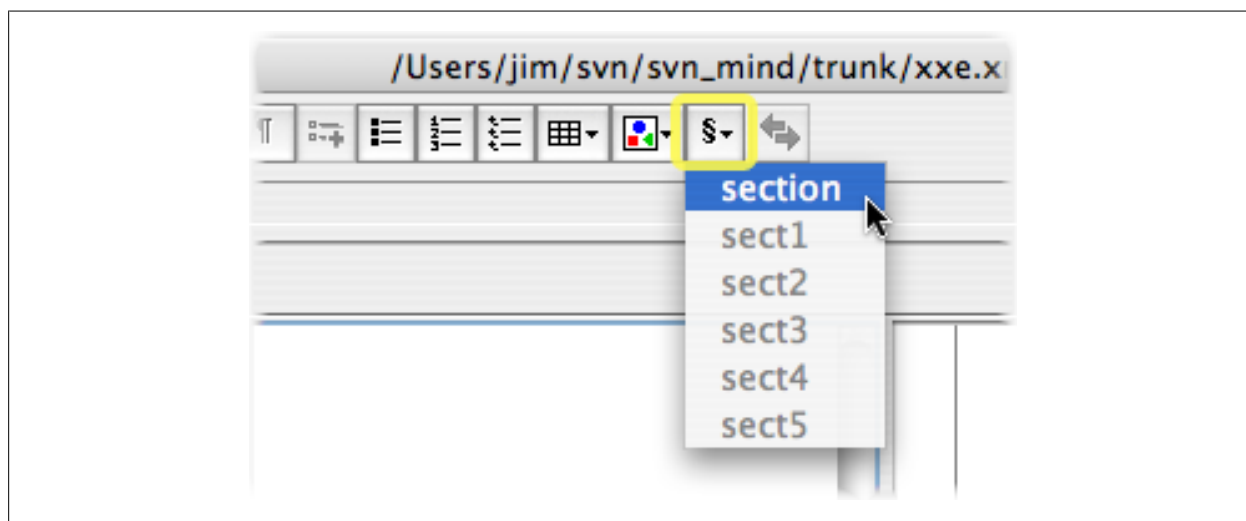 /Users/jim/svn/svn_mind/trunk/xxe.x
§
section
sect1
sect2
sect3
sect4
sect5